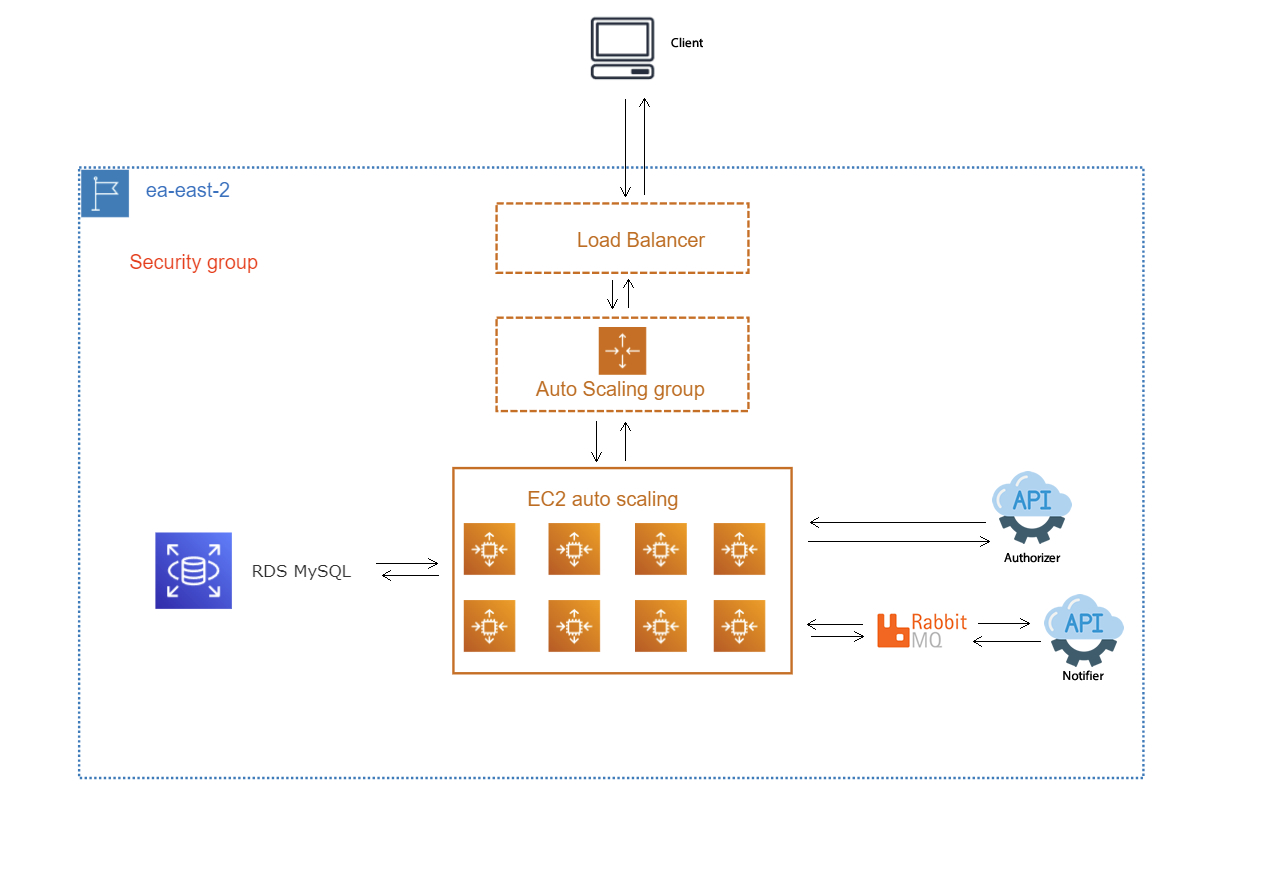 Client
ea-east-2
Load Balancer
Security group
Auto Scaling group
EC2 auto scaling
API
Authorizer
RDS MySQL
Rabbit
MQ
API
Notifier